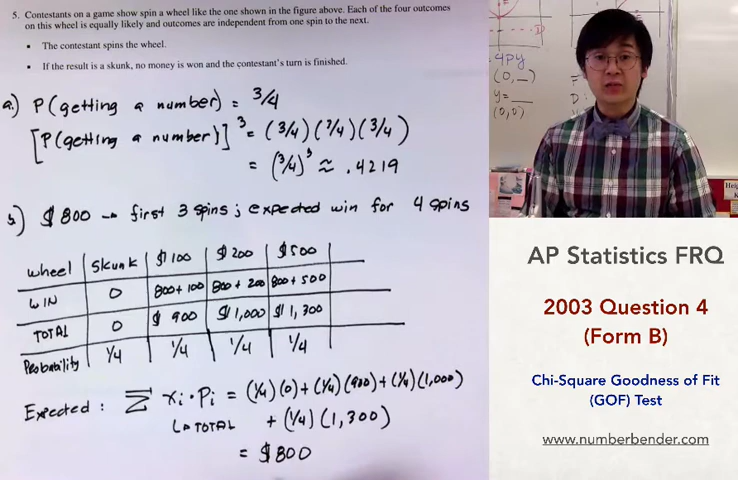 5. Contestants on a game show spin a wheel like the one shown in the figure above. Each of the four outcomes
on this wheel is equally likely and outcomes are independent from one spin to the next.
• The contestant spins the wheel.
• If the result is a skunk, no money is won and the contestant's turn is finished.
a.) P(getting a number) = 3/4
[P(getting a number)]³ = (3/4)(3/4)(3/4)
= (3/4)³ ≈ .4219
b.) $800 → first 3 spins; expected win for 4 spins
Wheel | Skunk | $100 | $200 | $500
WIN | 0 | 800+100 | 800+200 | 800+500
TOTAL | 0 | $900 | $1,000 | $1,300
Probability | 1/4 | 1/4 | 1/4 | 1/4
Expected: Σ xi·Pi = (1/4)(0)+(1/4)(900)+(1/4)(1,000)
↳TOTAL + (1/4)(1,300)
= $800
(0, _)
y=__
(0,0)
AP Statistics FRQ
2003 Question 4
(Form B)
Chi-Square Goodness of Fit
(GOF) Test
www.numberbender.com